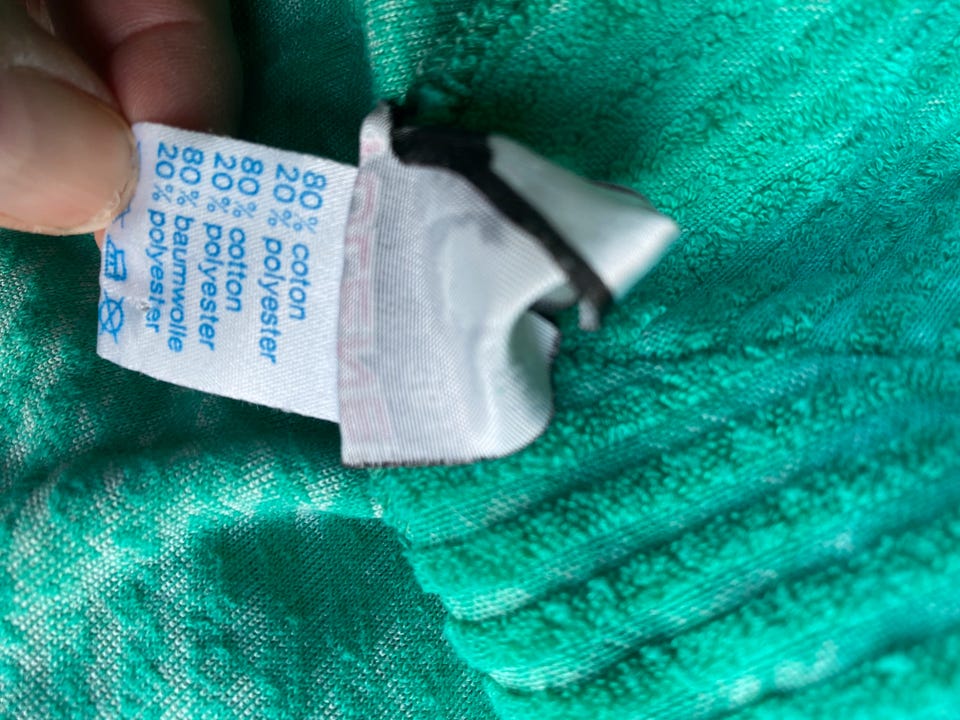 80% coton
20% polyester
80% cotton
20% polyester
80% baumwolle
20% polyester